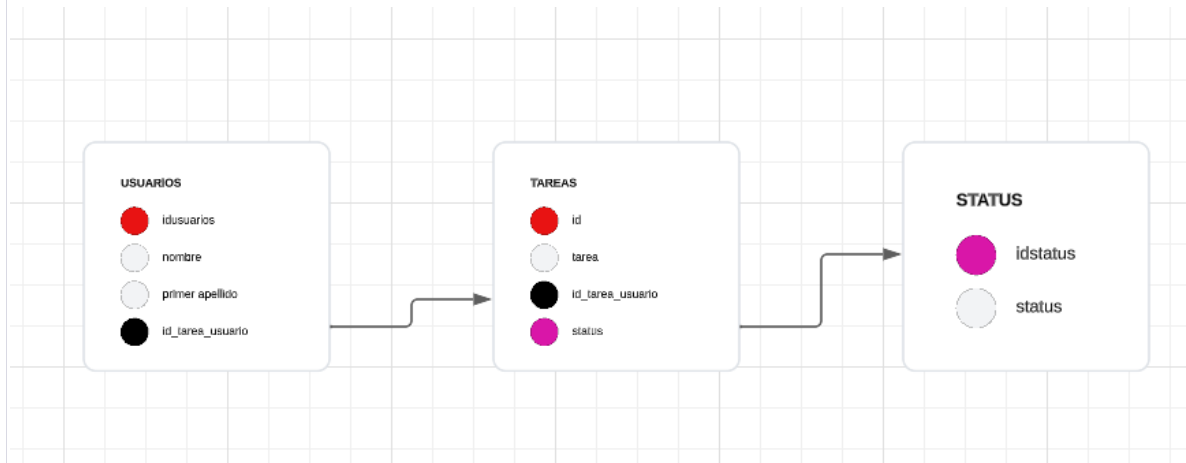 USUARIOS
idusuarios
nombre
primer apellido
id_tarea_usuario
TAREAS
id
tarea
id_tarea_usuario
status
STATUS
idstatus
status